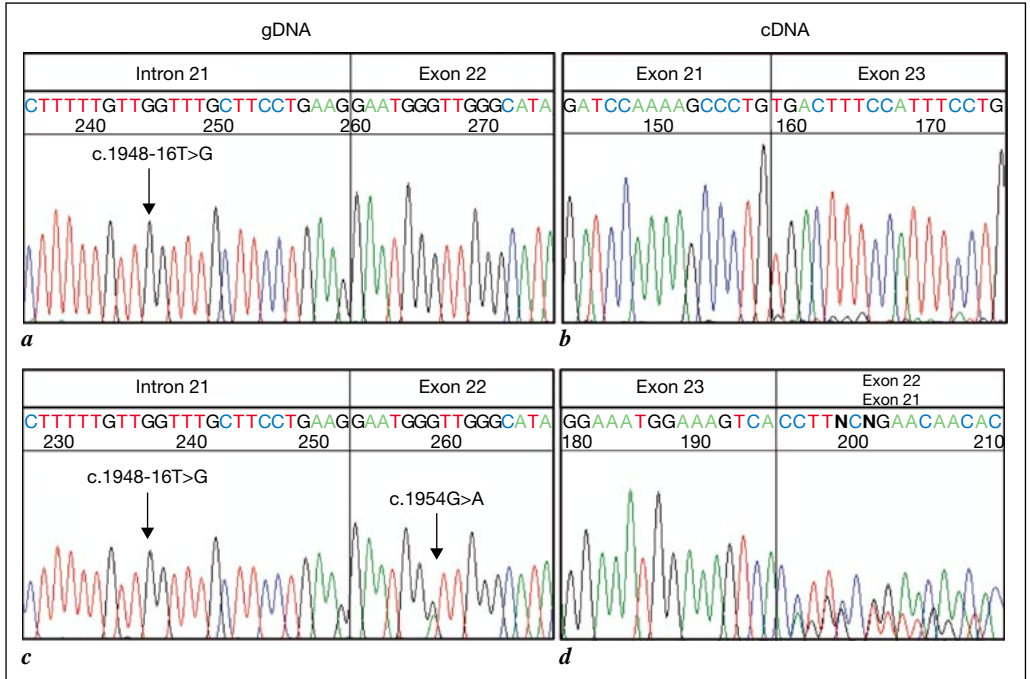 gDNA
cDNA
Intron 21 Exon 22
Exon 21 Exon 23
CTTTTTGTTGGTTTGCTTCCTGAAGGAATGGGTTGGGCATA
GATCCAAAAGCCCTGTGACTTTCCATTTCCTG
240 250 260 270
150 160 170
c.1948-16T>G
a
b
Intron 21 Exon 22
Exon 23
Exon 22
Exon 21
CTTTTTGTTGGTTTGCTTCCTGAAGGAATGGGTTGGGCATA
GGAAATGGAAAGTCACCTTNCNGAACAACAC
230 240 250 260
180 190 200 210
c.1948-16T>G
c.1954G>A
c
d